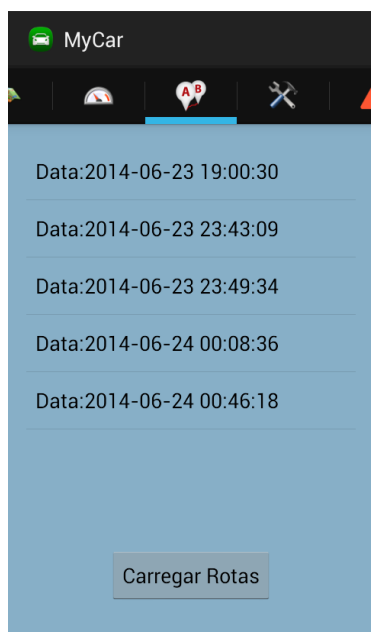 MyCar
A B
Data:2014-06-23 19:00:30
Data:2014-06-23 23:43:09
Data:2014-06-23 23:49:34
Data:2014-06-24 00:08:36
Data:2014-06-24 00:46:18
Carregar Rotas